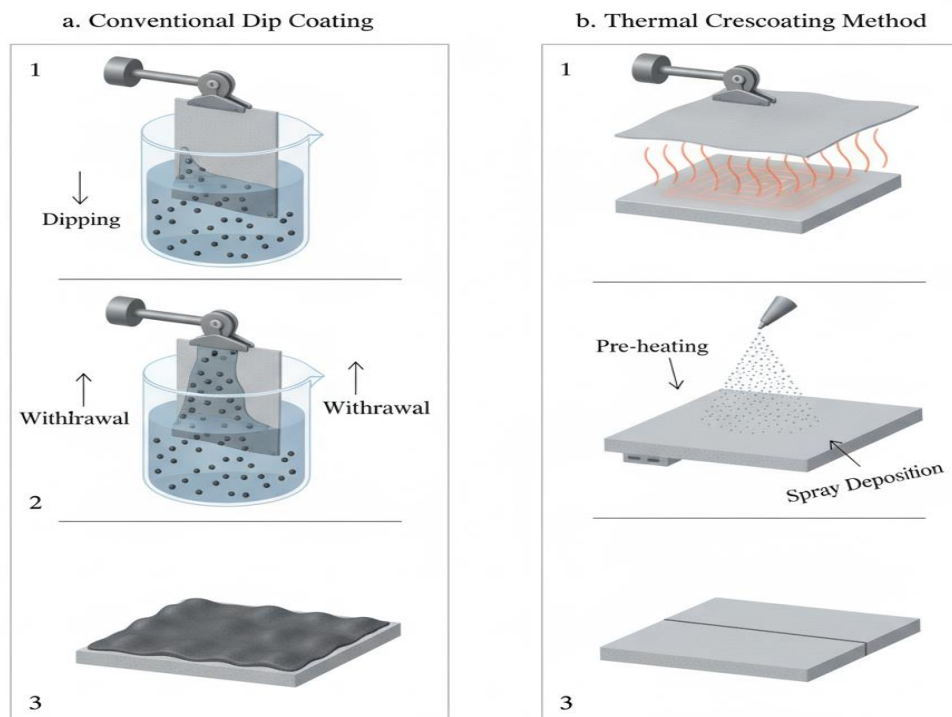 a. Conventional Dip Coating
1
Dipping
Withlrawal
Withrawal
2
3
b. Thermal Crescoating Method
1
Pre-heating
Spray Deposition
3